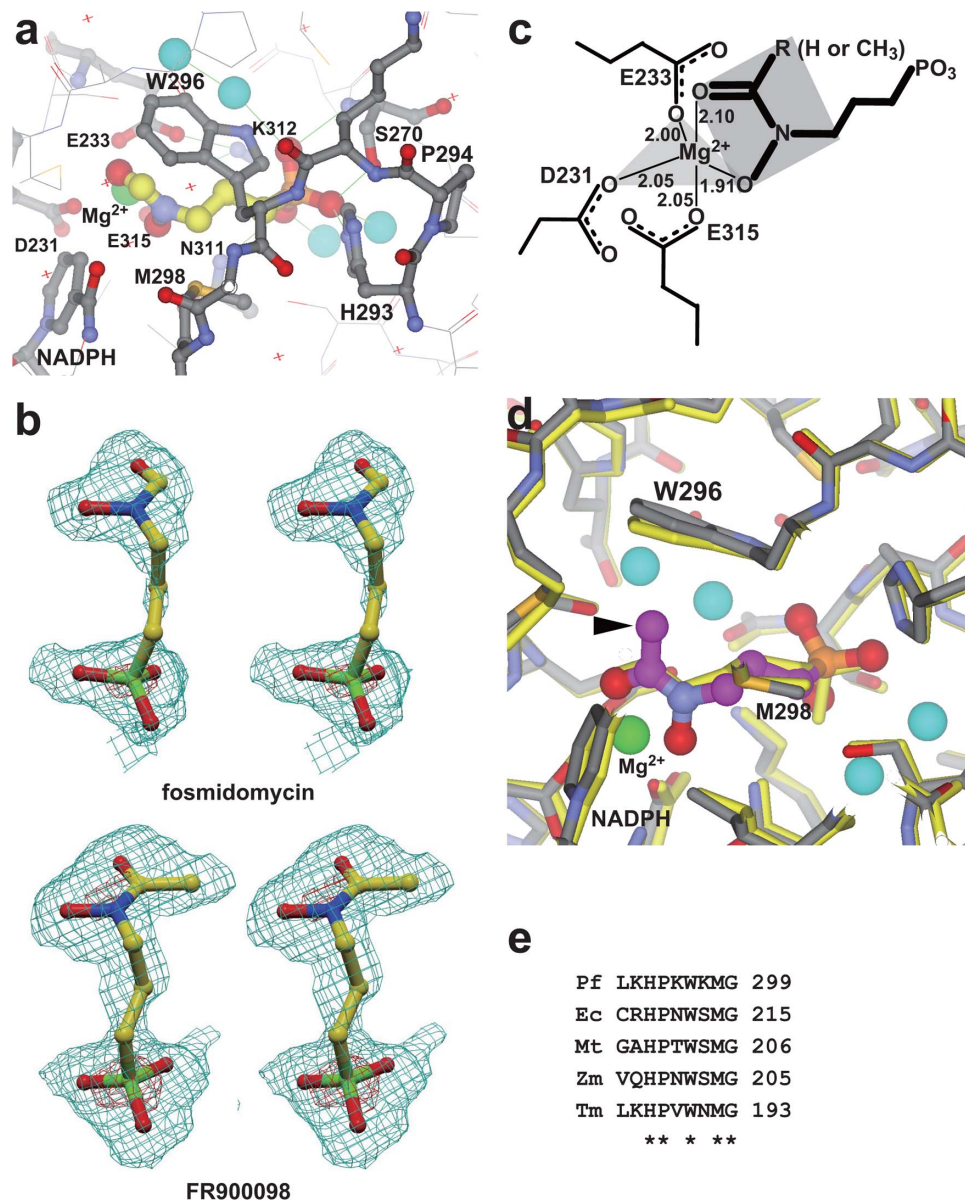 a
W296
E233
K312
S270
P294
Mg2+
D231
E315
N311
M298
H293
NADPH
b
fosmidomycin
FR900098
c
E233
O
R (H or CH3)
O
O
2.10
PO3
2.00
N
Mg2+
D231
O
2.05
1.91
O
2.05
O
O
O
E315
d
W296
M298
Mg2+
NADPH
e
Pf LKHPKWKMG 299
Ec CRHPNWSMG 215
Mt GAHPTWSMG 206
Zm VQHPNWSMG 205
Tm LKHPVWNMG 193
** * **